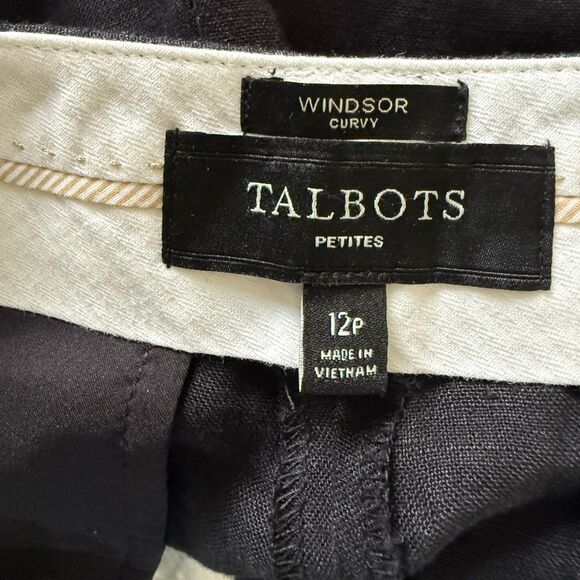 WINDSOR
CURVY
TALBOTS
PETITES
12P
MADE IN
VIETNAM